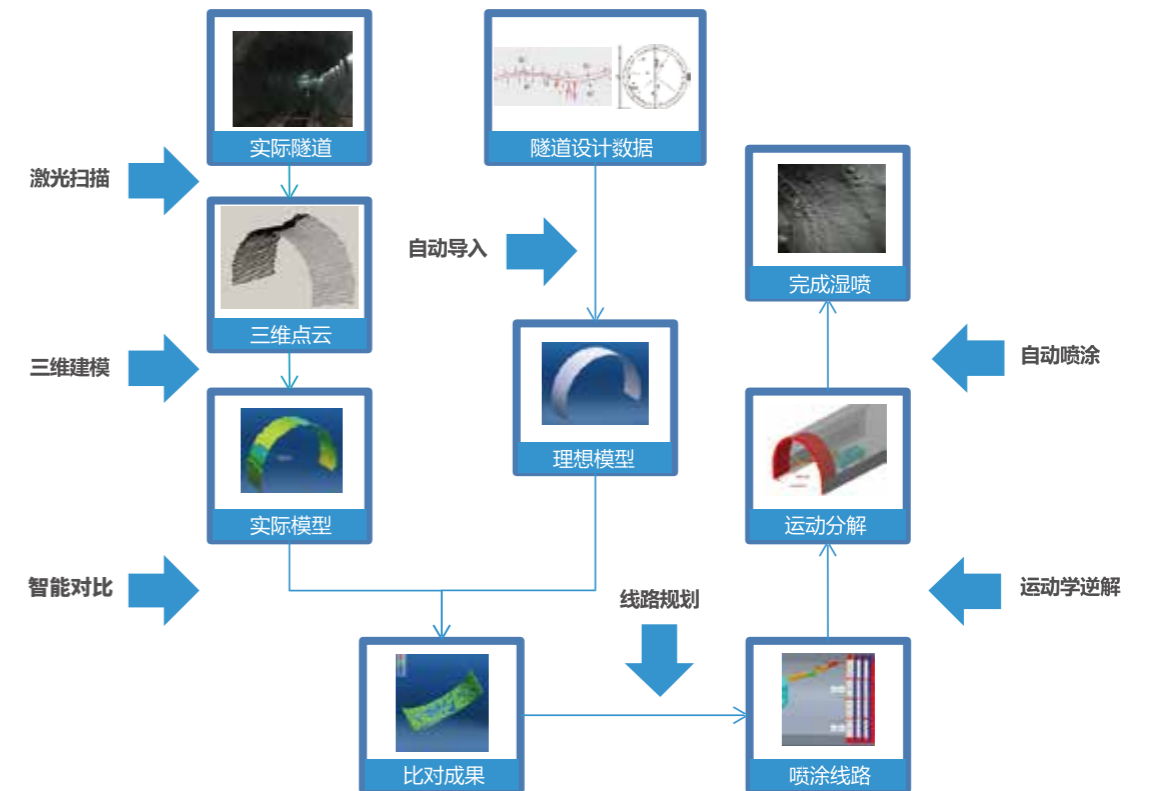 实际隧道
隧道设计数据
激光扫描
自动导入
三维点云
完成湿喷
三维建模
自动喷涂
理想模型
实际模型
运动分解
智能对比
线路规划
运动学逆解
比对成果
喷涂线路